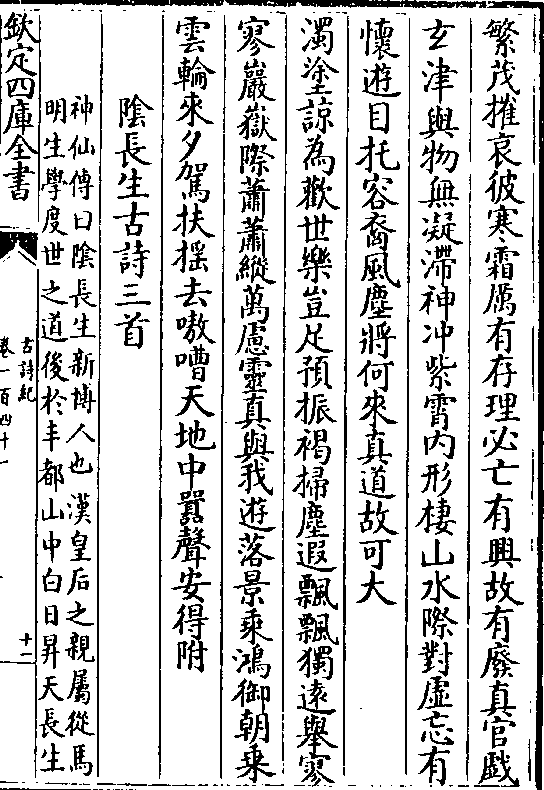 繁茂摧哀彼寒霜厲有存理必亡有興故有廢真官戲
玄津與物無凝滯神冲紫霄内形棲山水際對虚忘有
懷遊目托容裔風塵將何來真道故可大
濁塗諒為歡世樂豈足預振褐掃塵遐飄飄獨遠舉寥
寥巖嶽際蕭蕭縱萬慮靈真與我遊落景乘鴻御朝乗
雲輪來夕駕扶揺去嗷嘈天地中囂聲安得附
隂長生古詩三首
神仙傳曰隂長生新博人也漢皇后之親屬從馬
明生學度世之道後於丰都山中白日昇天長生
欽定四庫全書
古詩紀
卷一百四十一
十二